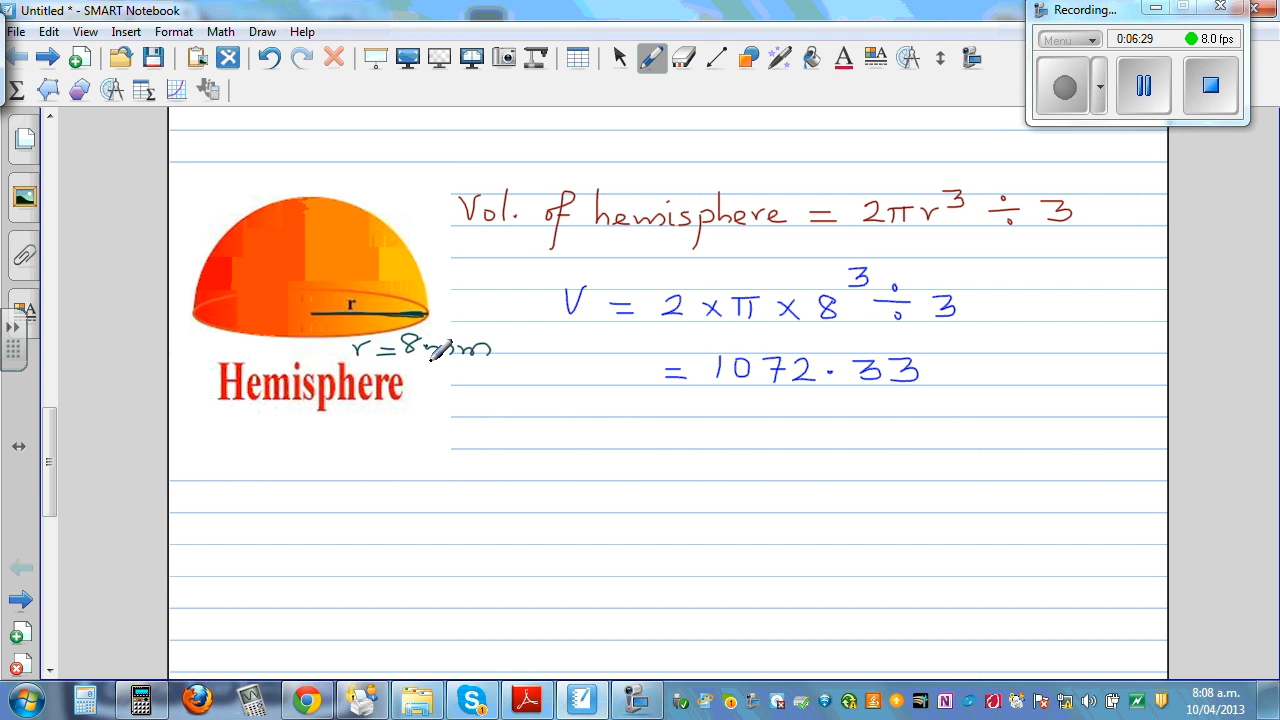 Untitled * - SMART Notebook
File Edit View Insert Format Math Draw Help
Recording...
Menu 0:06:29 8.0 fps
Vol. of hemisphere = 2πr³ ÷ 3
r
V = 2 × π × 8³ ÷ 3
r = 8mm
= 1072.33
Hemisphere
8:08 a.m.
10/04/2013